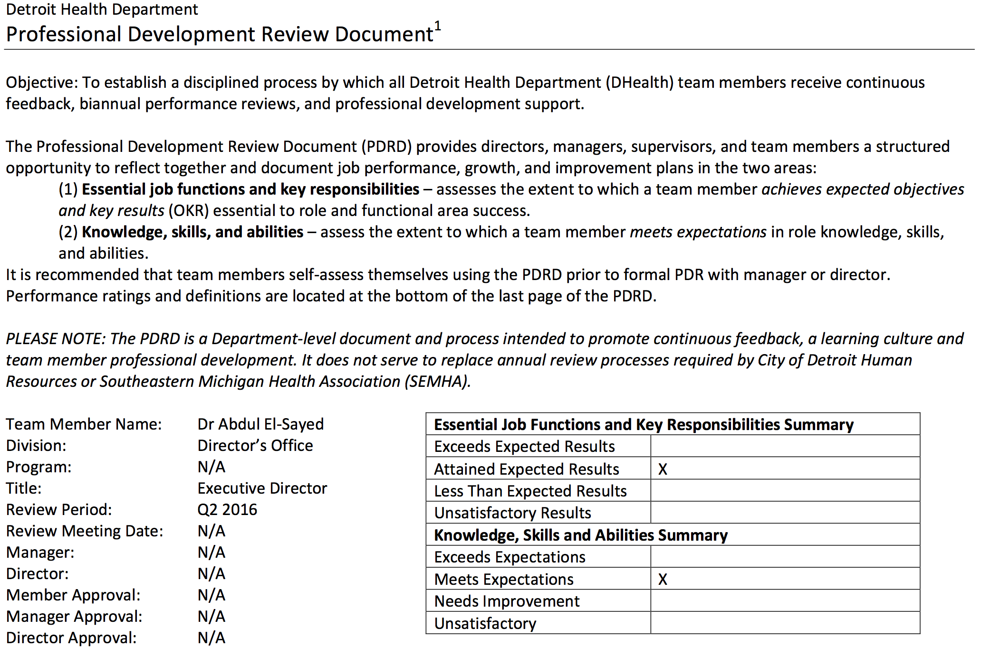 Detroit Health Department
Professional Development Review Document1
Objective: To establish a disciplined process by which all Detroit Health Department (DHealth) team members receive continuous
feedback, biannual performance reviews, and professional development support.
The Professional Development Review Document (PDRD) provides directors, managers, supervisors, and team members a structured
opportunity to reflect together and document job performance, growth, and improvement plans in the two areas:
(1) Essential job functions and key responsibilities – assesses the extent to which a team member achieves expected objectives
and key results (OKR) essential to role and functional area success.
(2) Knowledge, skills, and abilities – assess the extent to which a team member meets expectations in role knowledge, skills,
and abilities.
It is recommended that team members self-assess themselves using the PDRD prior to formal PDR with manager or director.
Performance ratings and definitions are located at the bottom of the last page of the PDRD.
PLEASE NOTE: The PDRD is a Department-level document and process intended to promote continuous feedback, a learning culture and
team member professional development. It does not serve to replace annual review processes required by City of Detroit Human
Resources or Southeastern Michigan Health Association (SEMHA).
Team Member Name: Dr Abdul El-Sayed
Division: Director’s Office
Program: N/A
Title: Executive Director
Review Period: Q2 2016
Review Meeting Date: N/A
Manager: N/A
Director: N/A
Member Approval: N/A
Manager Approval: N/A
Director Approval: N/A
Essential Job Functions and Key Responsibilities Summary
Exceeds Expected Results
Attained Expected Results X
Less Than Expected Results
Unsatisfactory Results
Knowledge, Skills and Abilities Summary
Exceeds Expectations
Meets Expectations X
Needs Improvement
Unsatisfactory